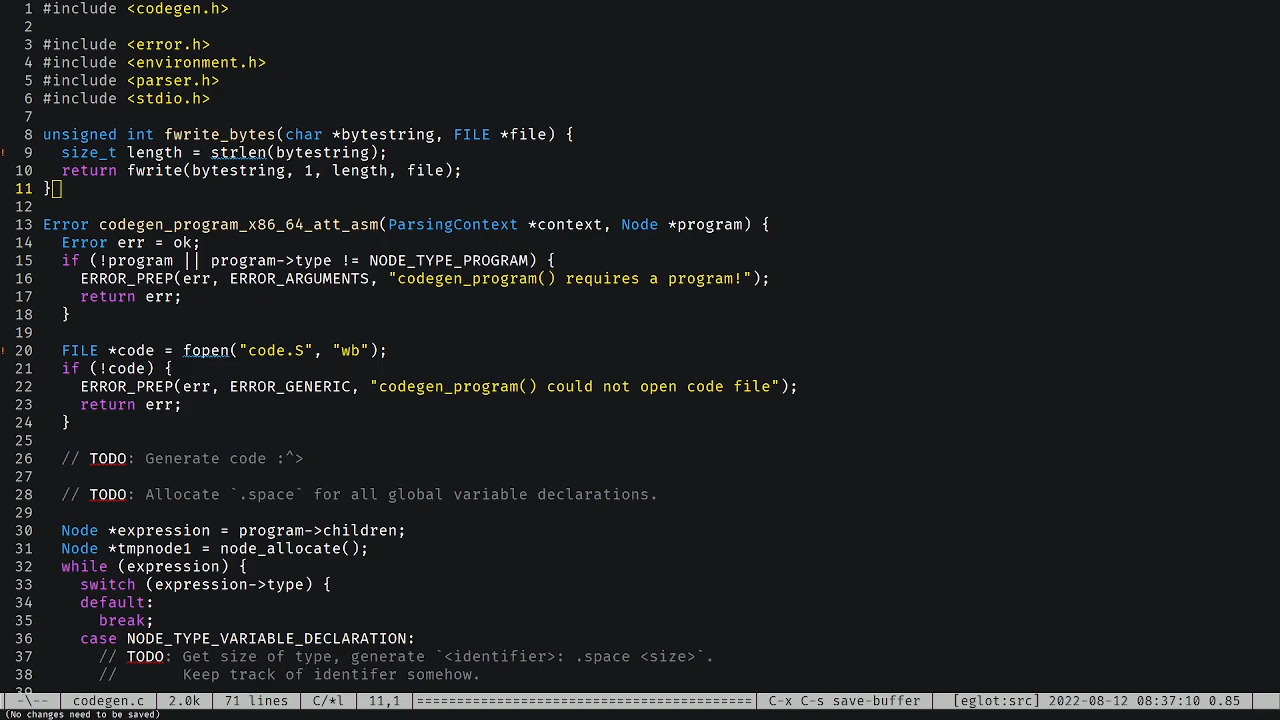 1 #include <codegen.h>
2
3 #include <error.h>
4 #include <environment.h>
5 #include <parser.h>
6 #include <stdio.h>
7
8 unsigned int fwrite_bytes(char *bytestring, FILE *file) {
! 9   size_t length = strlen(bytestring);
10   return fwrite(bytestring, 1, length, file);
11 }
12
13 Error codegen_program_x86_64_att_asm(ParsingContext *context, Node *program) {
14   Error err = ok;
15   if (!program || program->type != NODE_TYPE_PROGRAM) {
16     ERROR_PREP(err, ERROR_ARGUMENTS, "codegen_program() requires a program!");
17     return err;
18   }
19
! 20   FILE *code = fopen("code.S", "wb");
21   if (!code) {
22     ERROR_PREP(err, ERROR_GENERIC, "codegen_program() could not open code file");
23     return err;
24   }
25
26   // TODO: Generate code :^>
27
28   // TODO: Allocate `.space` for all global variable declarations.
29
30   Node *expression = program->children;
31   Node *tmpnode1 = node_allocate();
32   while (expression) {
33     switch (expression->type) {
34     default:
35       break;
36     case NODE_TYPE_VARIABLE_DECLARATION:
37       // TODO: Get size of type, generate `<identifier>: .space <size>`.
38       //       Keep track of identifer somehow.
39
-\-- codegen.c 2.0k 71 lines C/*l 11,1 ============================== C-x C-s save-buffer [eglot:src] 2022-08-12 08:37:10 0.85
(No changes need to be saved)